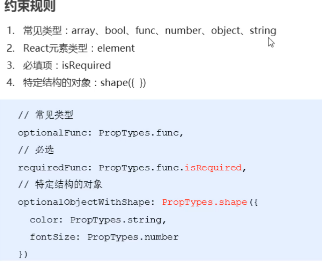 约束规则
1. 常见类型：array、bool、func、number、object、string
2. React元素类型：element
3. 必填项：isRequired
4. 特定结构的对象：shape({ })
// 常见类型
optionalFunc: PropTypes.func,
// 必选
requiredFunc: PropTypes.func.isRequired,
// 特定结构的对象
optionalObjectWithShape: PropTypes.shape({
color: PropTypes.string,
fontSize: PropTypes.number
})